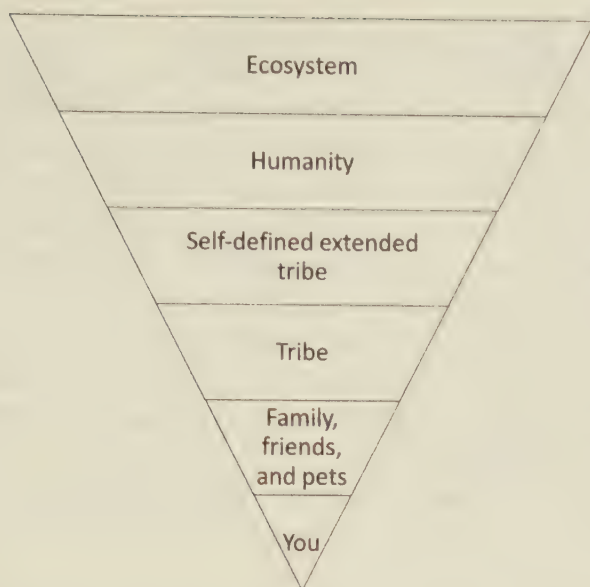 Ecosystem
Humanity
Self-defined extended
tribe
Tribe
Family,
friends,
and pets
You